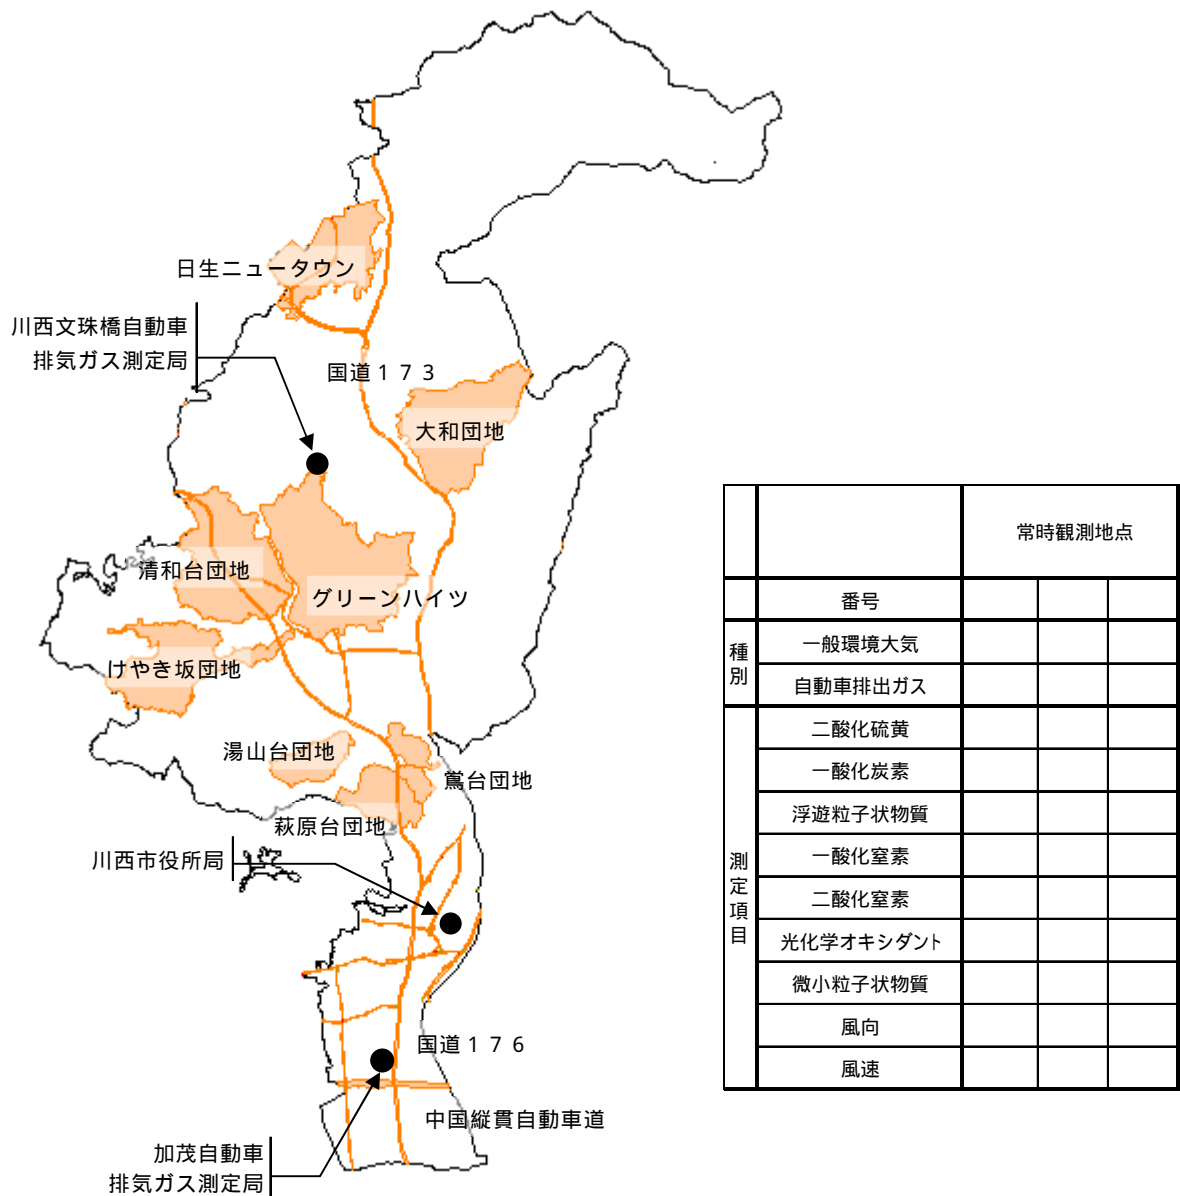 日生ニュータウン
川西文珠橋自動車
排気ガス測定局
国道１７３
大和団地
清和台団地
グリーンハイツ
けやき坂団地
湯山台団地
鶯台団地
萩原台団地
川西市役所局
国道１７６
中国縦貫自動車道
加茂自動車
排気ガス測定局
常時観測地点
番号
種別
一般環境大気
自動車排出ガス
測定項目
二酸化硫黄
一酸化炭素
浮遊粒子状物質
一酸化窒素
二酸化窒素
光化学オキシダント
微小粒子状物質
風向
風速